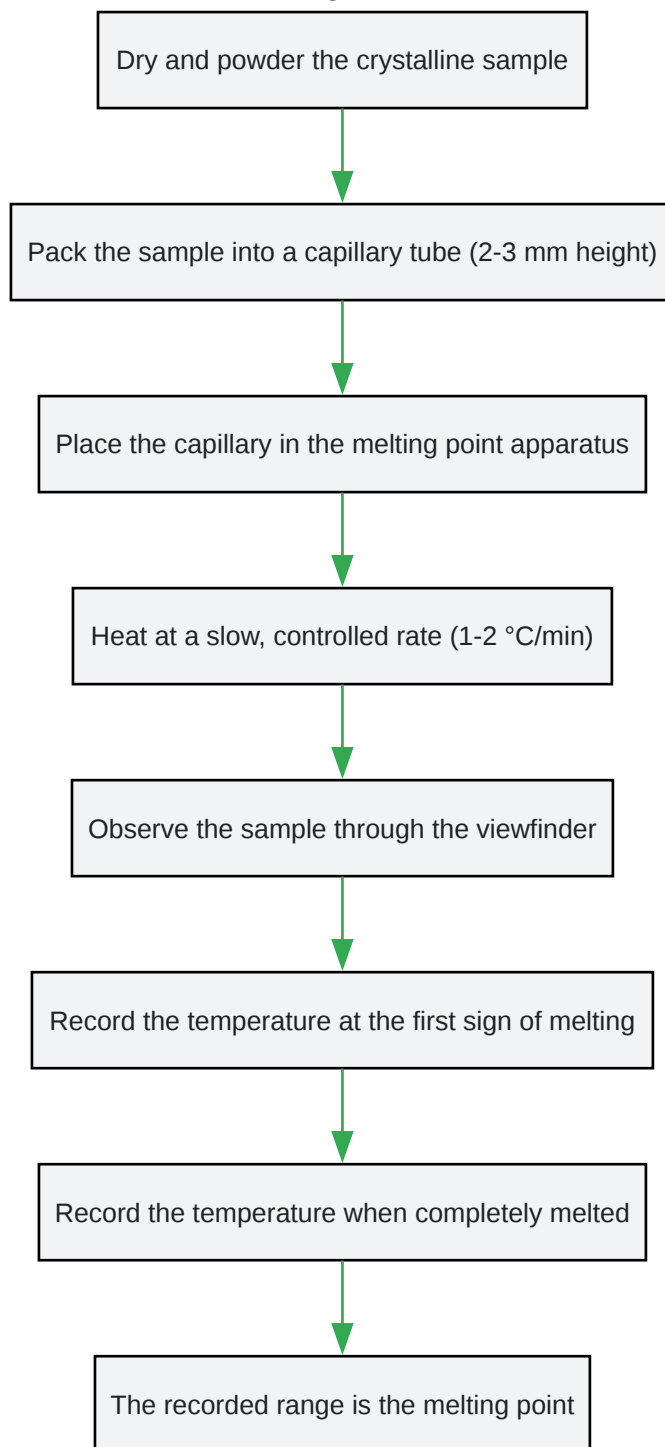 Dry and powder the crystalline sample
Pack the sample into a capillary tube (2-3 mm height)
Place the capillary in the melting point apparatus
Heat at a slow, controlled rate (1-2 °C/min)
Observe the sample through the viewfinder
Record the temperature at the first sign of melting
Record the temperature when completely melted
The recorded range is the melting point